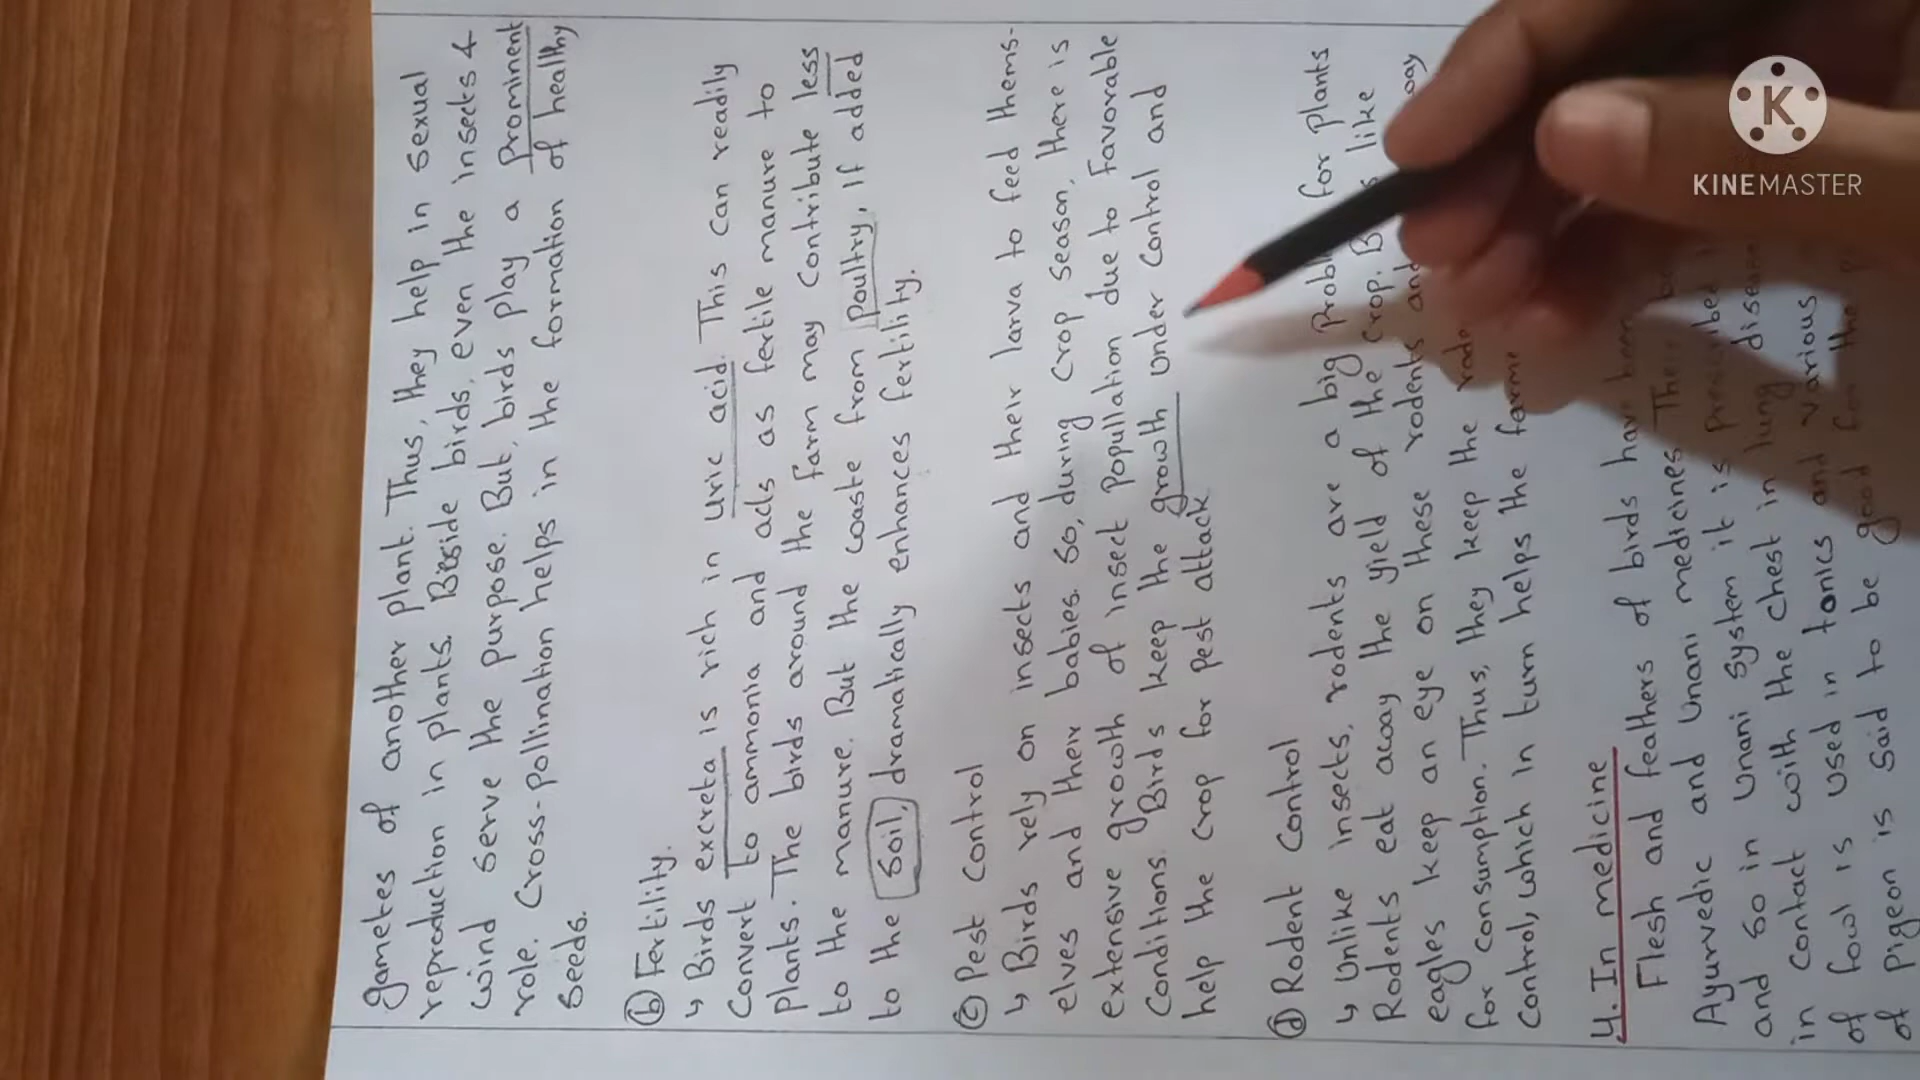 gametes of another plant. Thus, they help in sexual
reproduction in plants. Beside birds, even the insects &
wind serve the purpose. But, birds play a prominent
role. Cross-pollination helps in the formation of healthy
seeds.
(b) Fertility.
↳ Birds excreta is rich in uric acid. This can readily
convert to ammonia and acts as fertile manure to
plants. The birds around the farm may contribute less
to the manure. But the waste from poultry, if added
to the soil, dramatically enhances fertility.
(c) Pest Control
↳ Birds rely on insects and their larva to feed thems-
elves and their babies. So, during crop season, there is
extensive growth of insect popullation due to favorable
conditions. Birds keep the growth under control and
help the crop for pest attack
(d) Rodent Control
↳ Unlike insects, rodents are a big for plants
Rodents eat away the yield of the crop. like
eagles keep an eye on these rodents and
for consumption. Thus, they keep the
control, which in turn helps the
4. In medicine
Flesh and feathers of birds have
Ayurvedic and Unani medicines.
and so in Unani system it is
in contact with the chest in lung
of fowl is used in tonics and various
of pigeon is said to be good
KINEMASTER